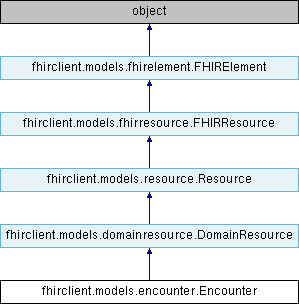 object
fhirclient.models.fhirelement.FHIRElement
fhirclient.models.fhirresource.FHIRResource
fhirclient.models.resource.Resource
fhirclient.models.domainresource.DomainResource
fhirclient.models.encounter.Encounter